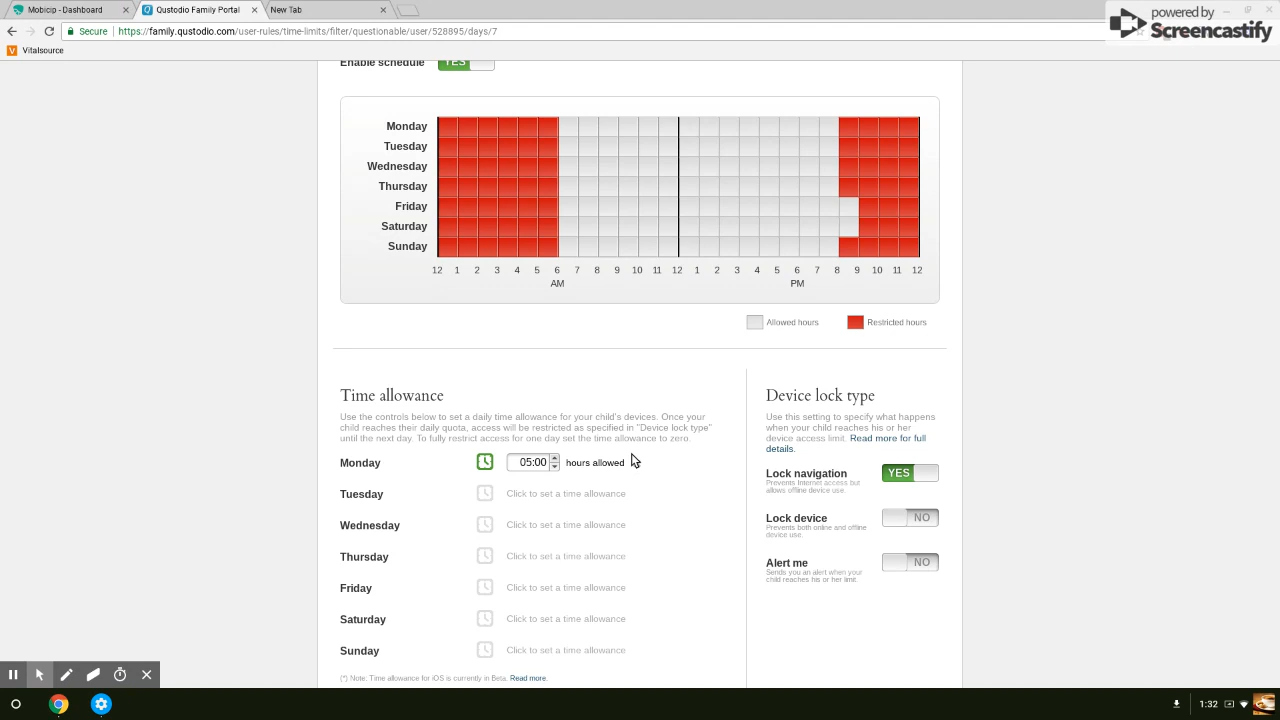 Mobicip - Dashboard
Qustodio Family Portal
New Tab
powered by
Screencastify
Secure
https://family.qustodio.com/user-rules/time-limits/filter/questionable/user/528895/days/7
Vitalsource
Enable schedule YES
Monday
Tuesday
Wednesday
Thursday
Friday
Saturday
Sunday
12 1 2 3 4 5 6 7 8 9 10 11 12 1 2 3 4 5 6 7 8 9 10 11 12
AM PM
Allowed hours Restricted hours
Time allowance
Use the controls below to set a daily time allowance for your child's devices. Once your
child reaches their daily quota, access will be restricted as specified in "Device lock type"
until the next day. To fully restrict access for one day set the time allowance to zero.
Monday 05:00 hours allowed
Tuesday Click to set a time allowance
Wednesday Click to set a time allowance
Thursday Click to set a time allowance
Friday Click to set a time allowance
Saturday Click to set a time allowance
Sunday Click to set a time allowance
(*) Note: Time allowance for iOS is currently in Beta. Read more.
Device lock type
Use this setting to specify what happens
when your child reaches his or her
device access limit. Read more for full
details.
Lock navigation YES
Prevents Internet access but
allows offline device use.
Lock device NO
Prevents both online and offline
device use.
Alert me NO
Sends you an alert when your
child reaches his or her limit.
1:32